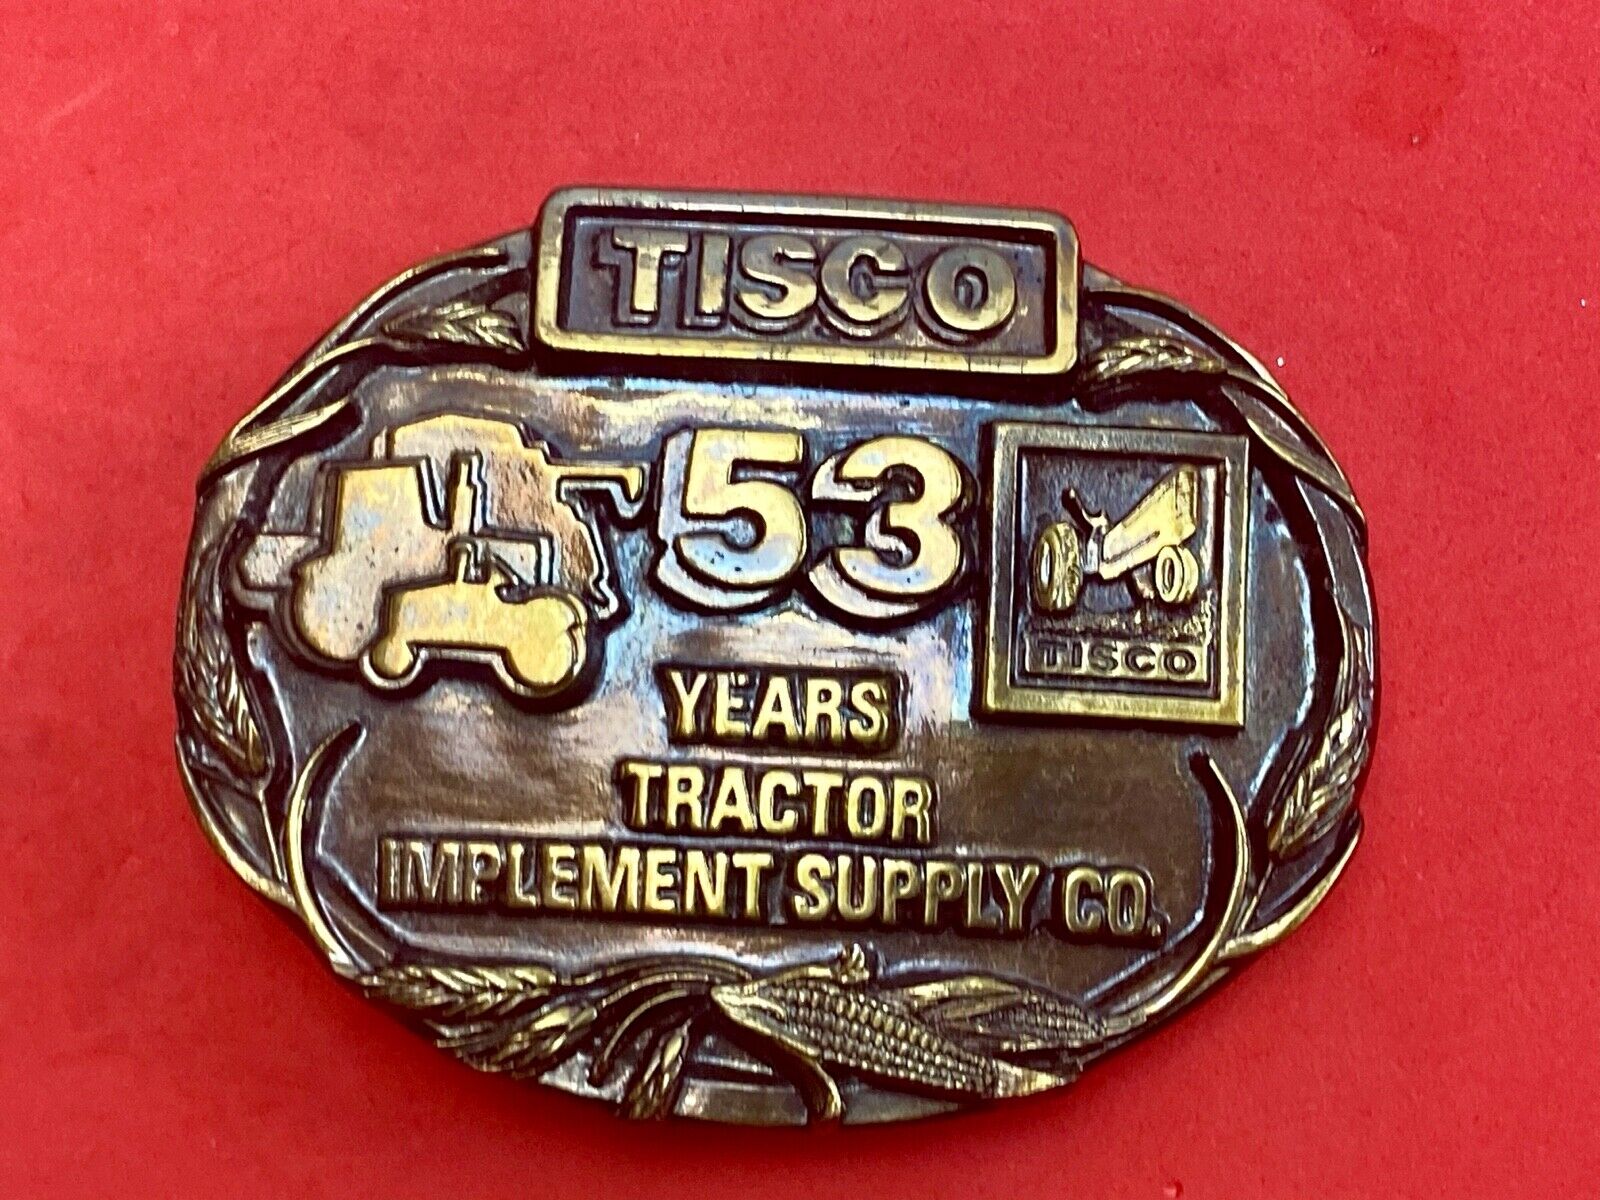 TISCO
53
TISCO
YEARS
TRACTOR
IMPLEMENT SUPPLY CO.